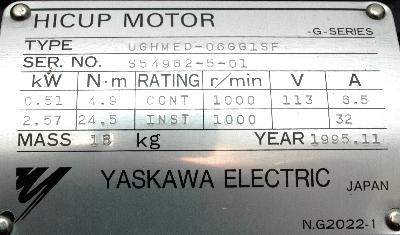 HICUP MOTOR
-G-SERIES
TYPE UGHMED-06GG1SF
SER. NO. S54982-5-01
kW N·m RATING r/min V A
0.51 4.9 CONT 1000 113 6.5
2.57 24.5 INST 1000 32
MASS 18 kg YEAR 1995.11
YASKAWA ELECTRIC JAPAN
N.G2022-1